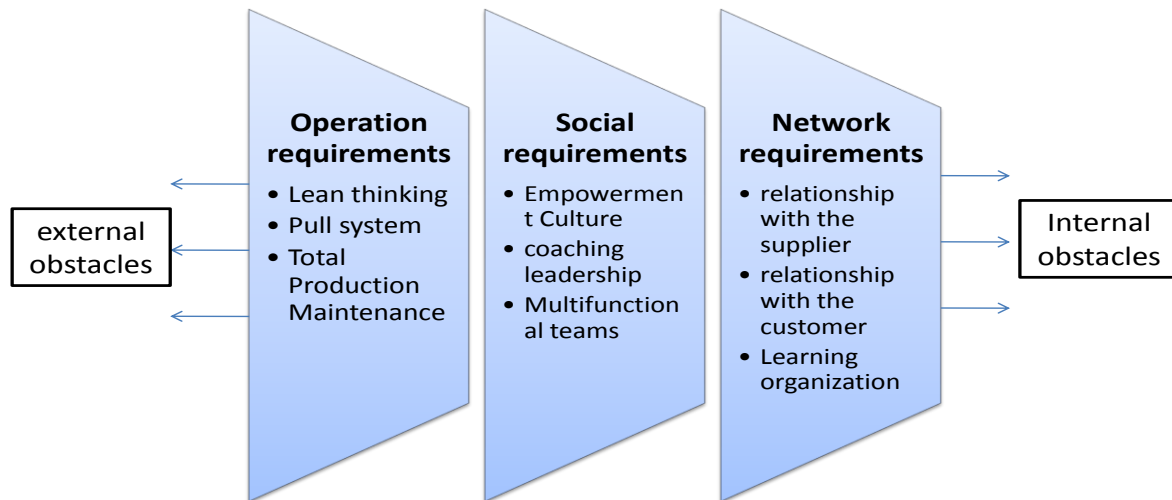 external
obstacles
Operation
requirements
• Lean thinking
• Pull system
• Total
Production
Maintenance
Social
requirements
• Empowermen
t Culture
• coaching
leadership
• Multifunction
al teams
Network
requirements
• relationship
with the
supplier
• relationship
with the
customer
• Learning
organization
Internal
obstacles